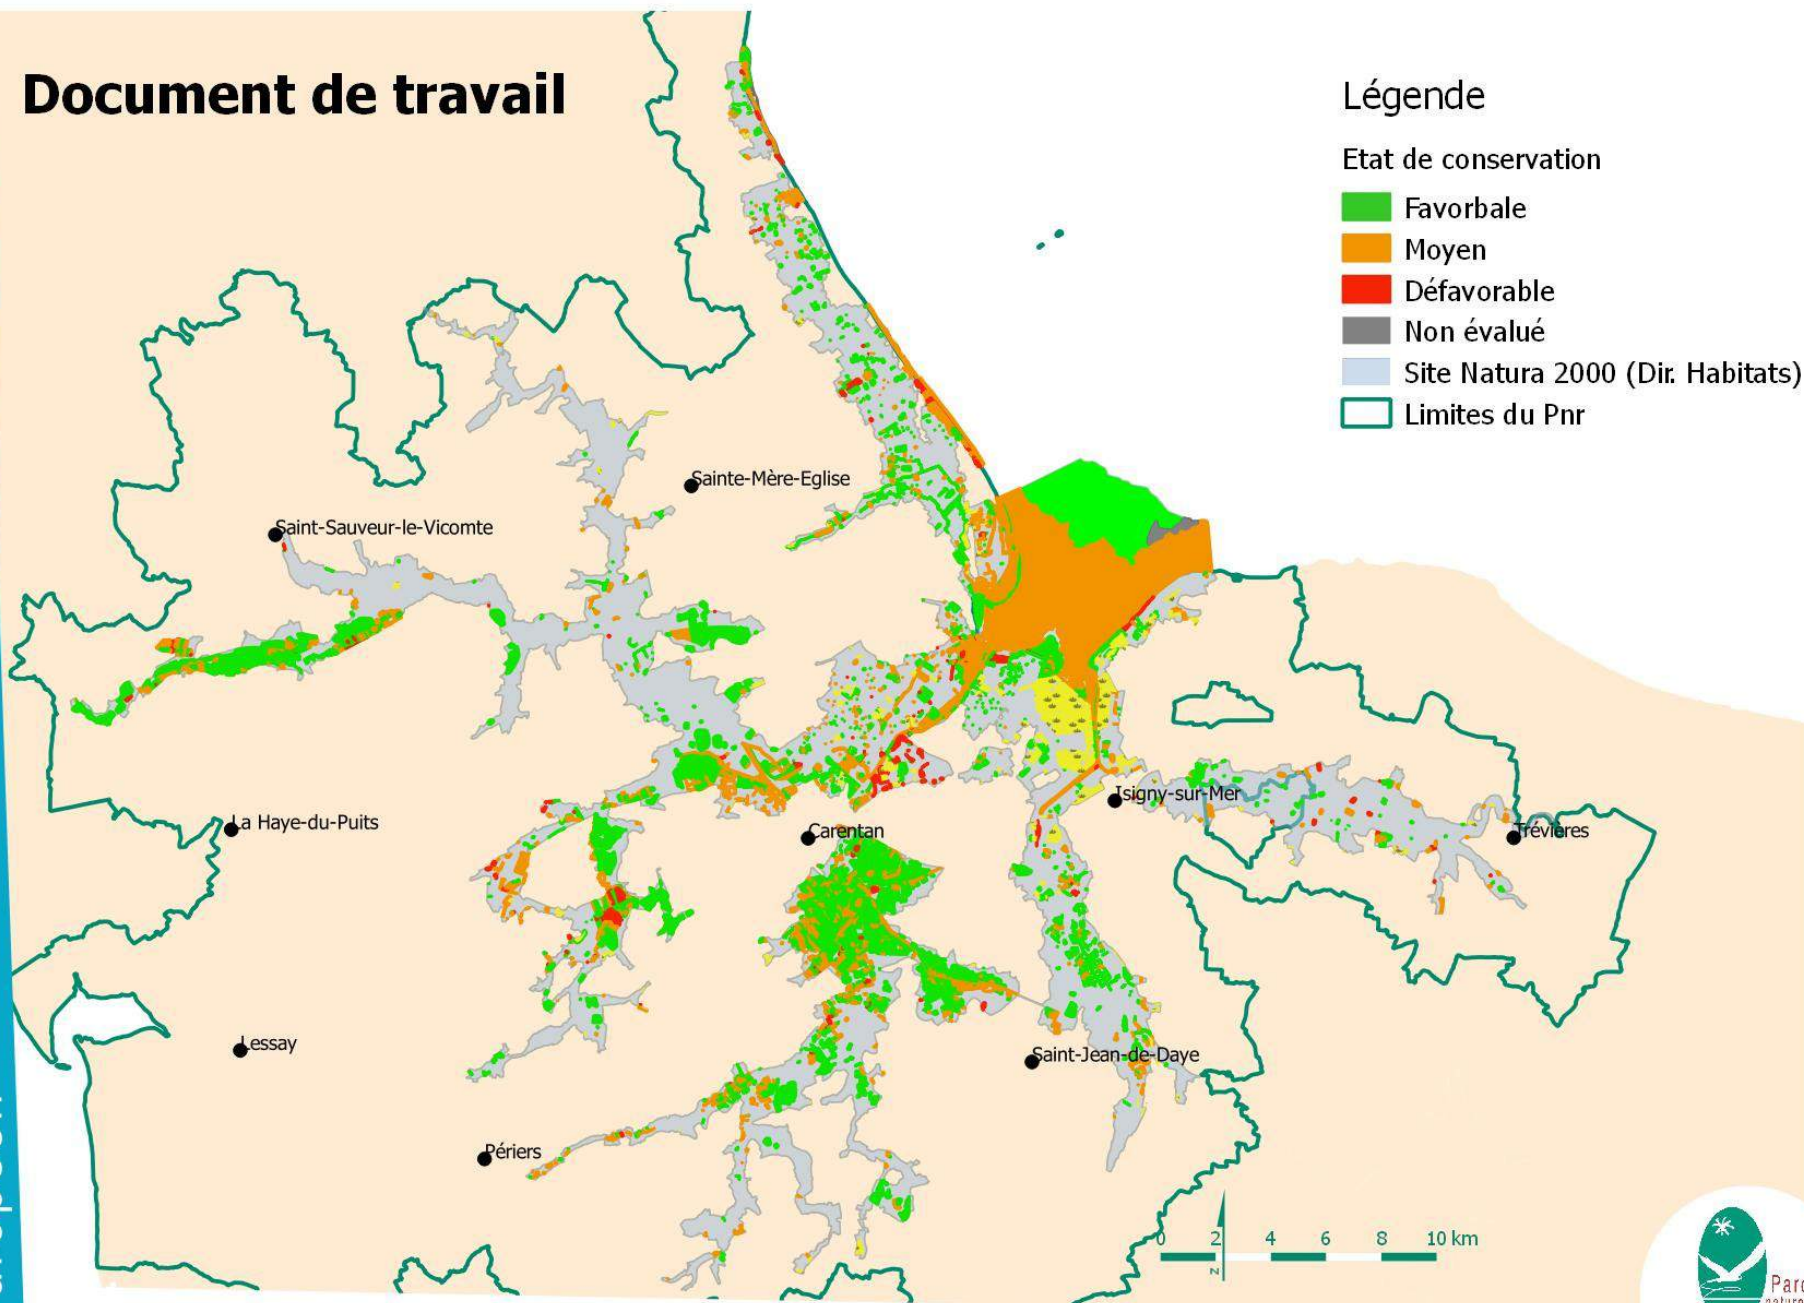 Document de travail
Légende
Etat de conservation
Favorbale
Moyen
Défavorable
Non évalué
Site Natura 2000 (Dir. Habitats)
Limites du Pnr
Sainte-Mère-Eglise
Saint-Sauveur-le-Vicomte
Isigny-sur-Mer
La Haye-du-Puits
Carentan
Trévières
Lessay
Saint-Jean-de-Daye
Périers
0 2 4 6 8 10 km
z
Parc